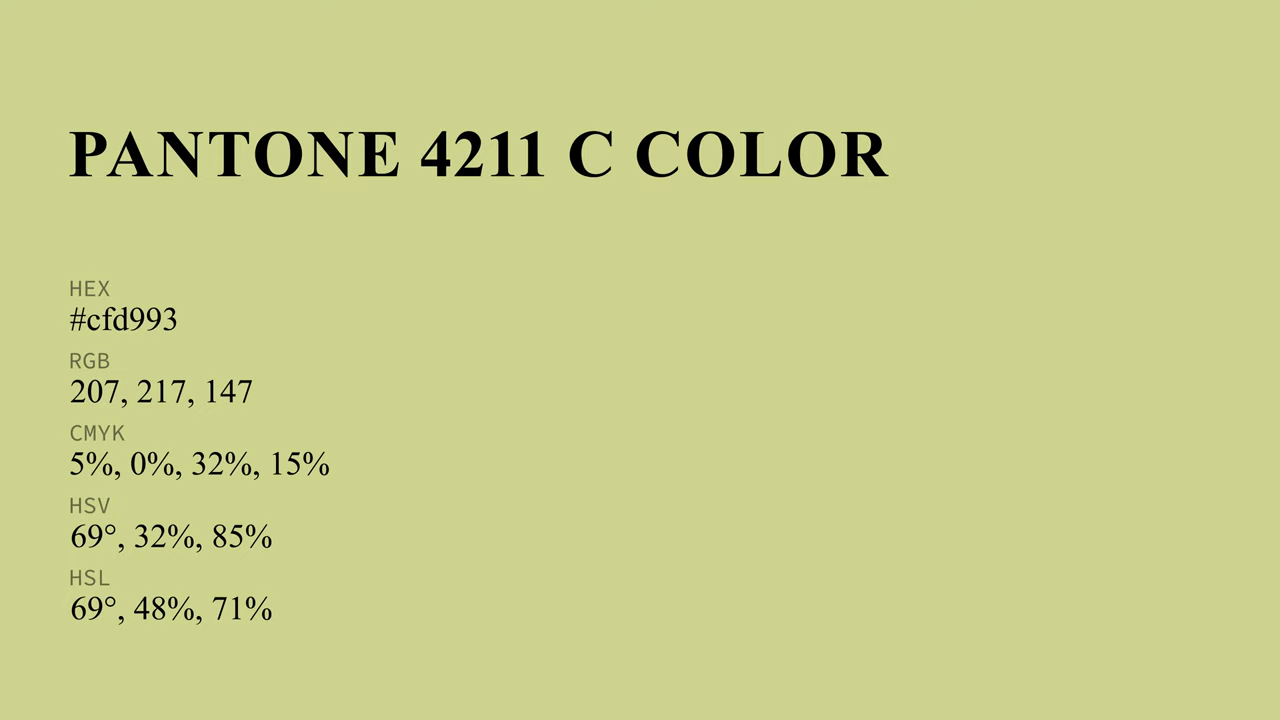 PANTONE 4211 C COLOR
HEX
#cfd993
RGB
207, 217, 147
CMYK
5%, 0%, 32%, 15%
HSV
69°, 32%, 85%
HSL
69°, 48%, 71%